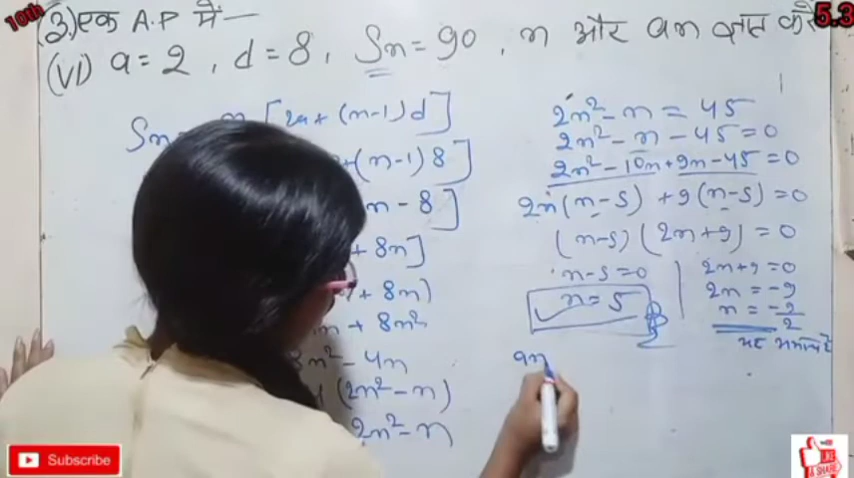 10th
5.3
(3.) एक A.P में—
(VI) a = 2 , d = 8 , Sn = 90 , n और an ज्ञात करें
[2a + (n-1)d]
(n-1)8]
n - 8]
+ 8n]
+ 8n)
n + 8n²
8n² - 4n
(2n² - n)
2n² - n
2n² - n = 45
2n² - n - 45 = 0
2n² - 10n + 9n - 45 = 0
2n(n-5) + 9(n-5) = 0
(n-5) (2n+9) = 0
n-5 = 0
n = 5
2n+9 = 0
2n = -9
n = -9/2
an
Subscribe
LIKE
& SHARE